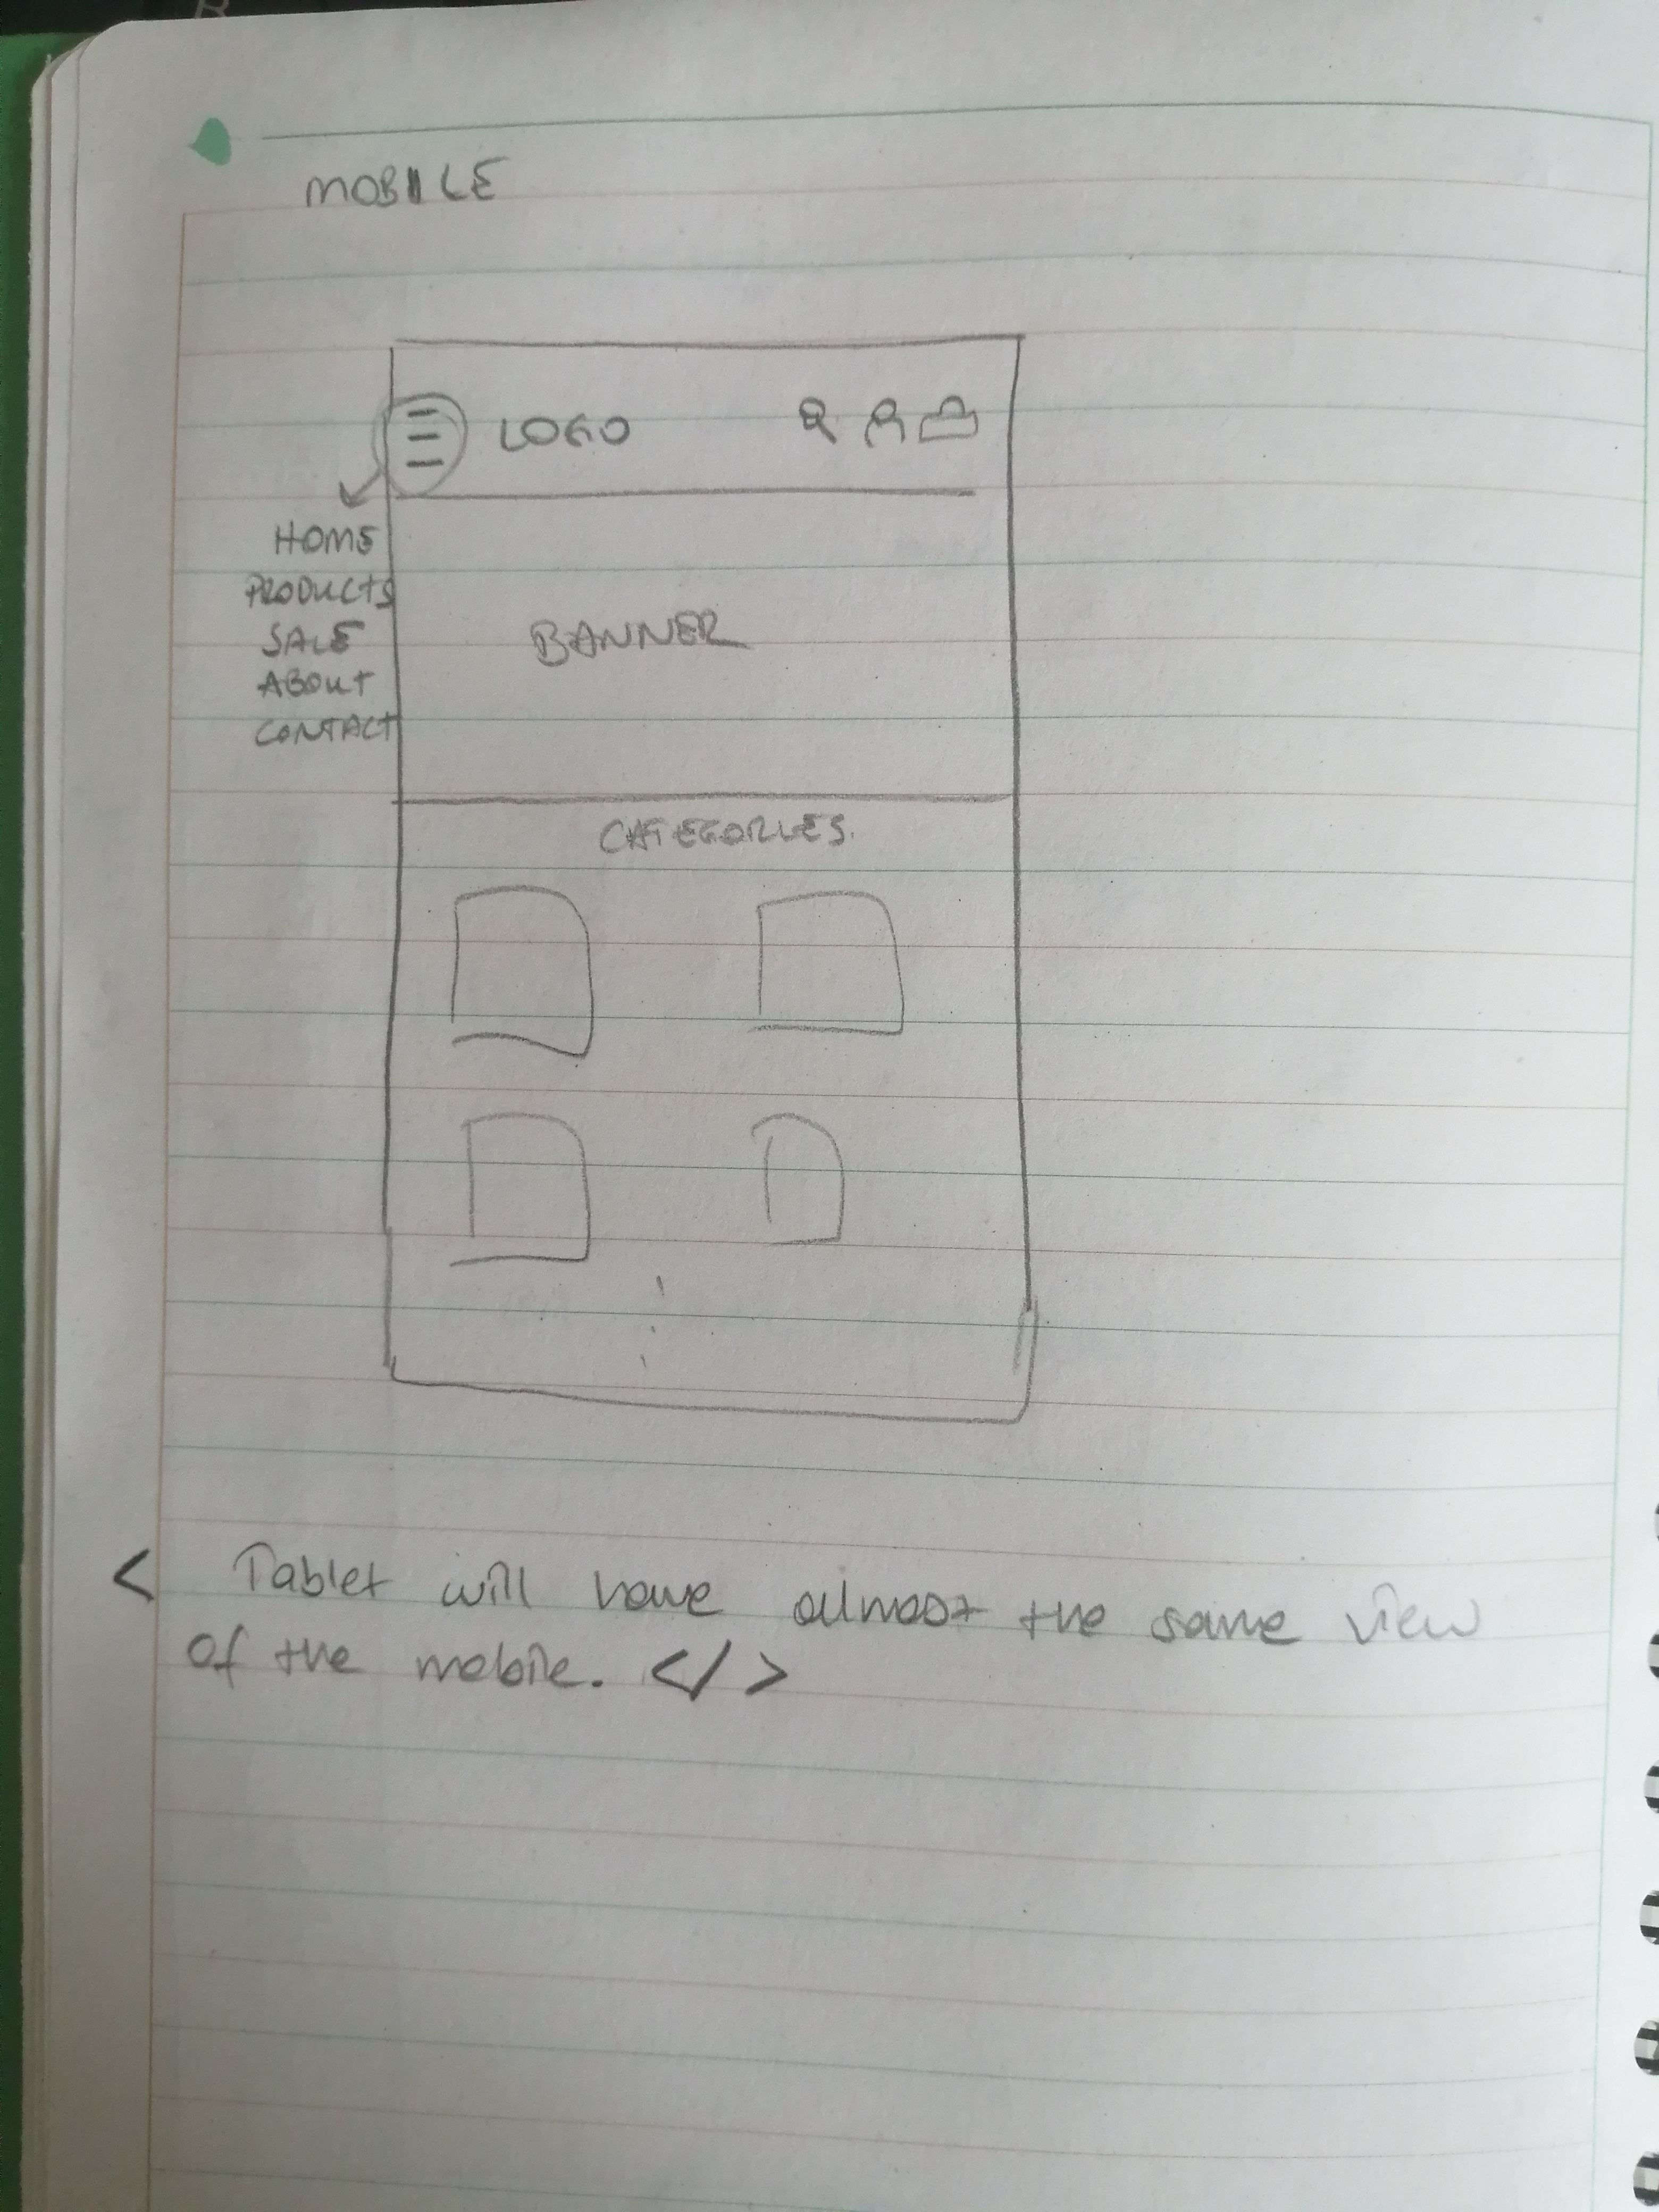 MOBILE
LOGO
HOME
PRODUCTS
SALE
ABOUT
CONTACT
BANNER
CATEGORIES.
< Tablet will have almost the same view
of the mobile. </>